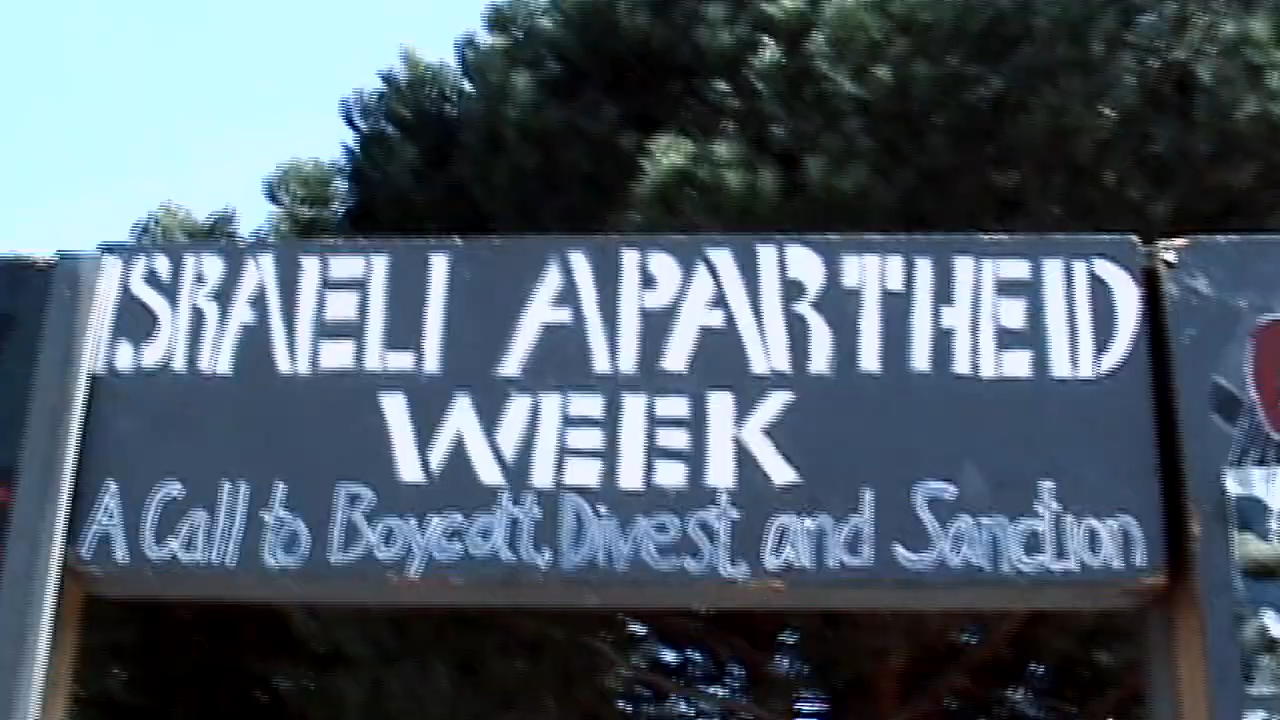 ISRAELI APARTHEID
WEEK
A Call to Boycott, Divest and Sanction